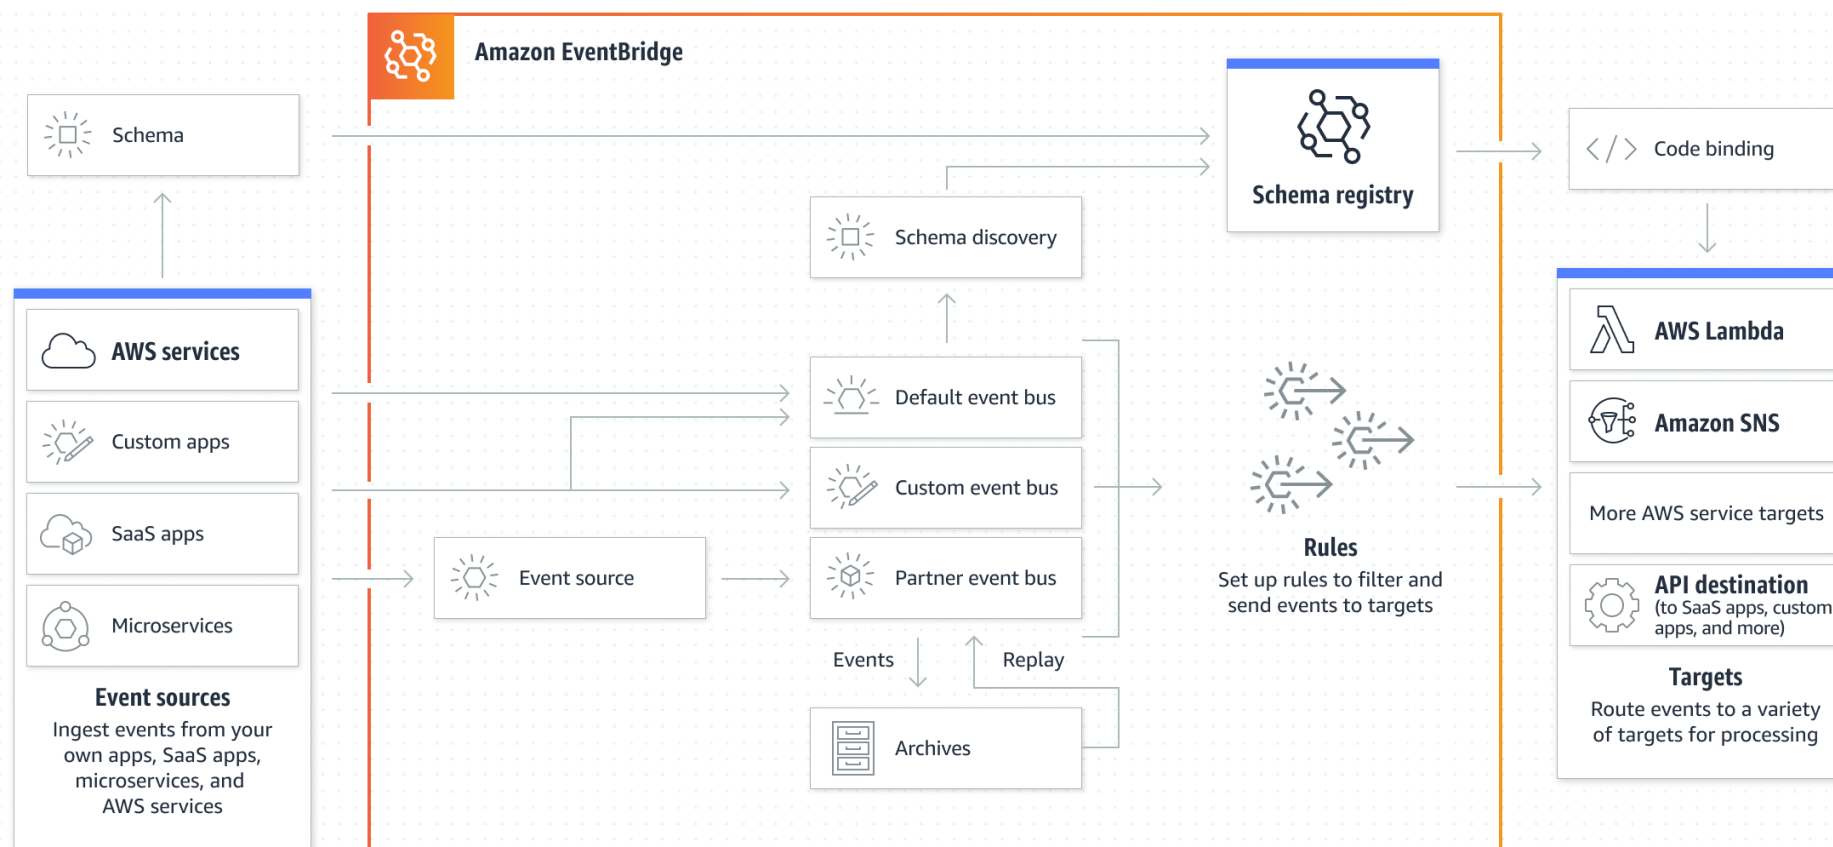 Amazon EventBridge
Schema
Schema registry
Code binding
Schema discovery
AWS services
Custom apps
SaaS apps
Microservices
Event sources
Ingest events from your
own apps, SaaS apps,
microservices, and
AWS services
Event source
Default event bus
Custom event bus
Partner event bus
Events
Replay
Archives
Rules
Set up rules to filter and
send events to targets
AWS Lambda
Amazon SNS
More AWS service targets
API destination
(to SaaS apps, custom
apps, and more)
Targets
Route events to a variety
of targets for processing